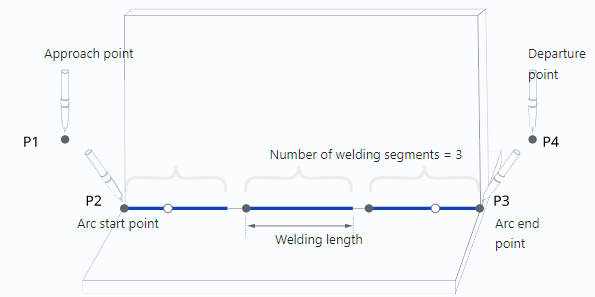 Approach point
Departure
point
P1
P4
Number of welding segments = 3
P2
P3
Arc start point
Arc end
point
Welding length